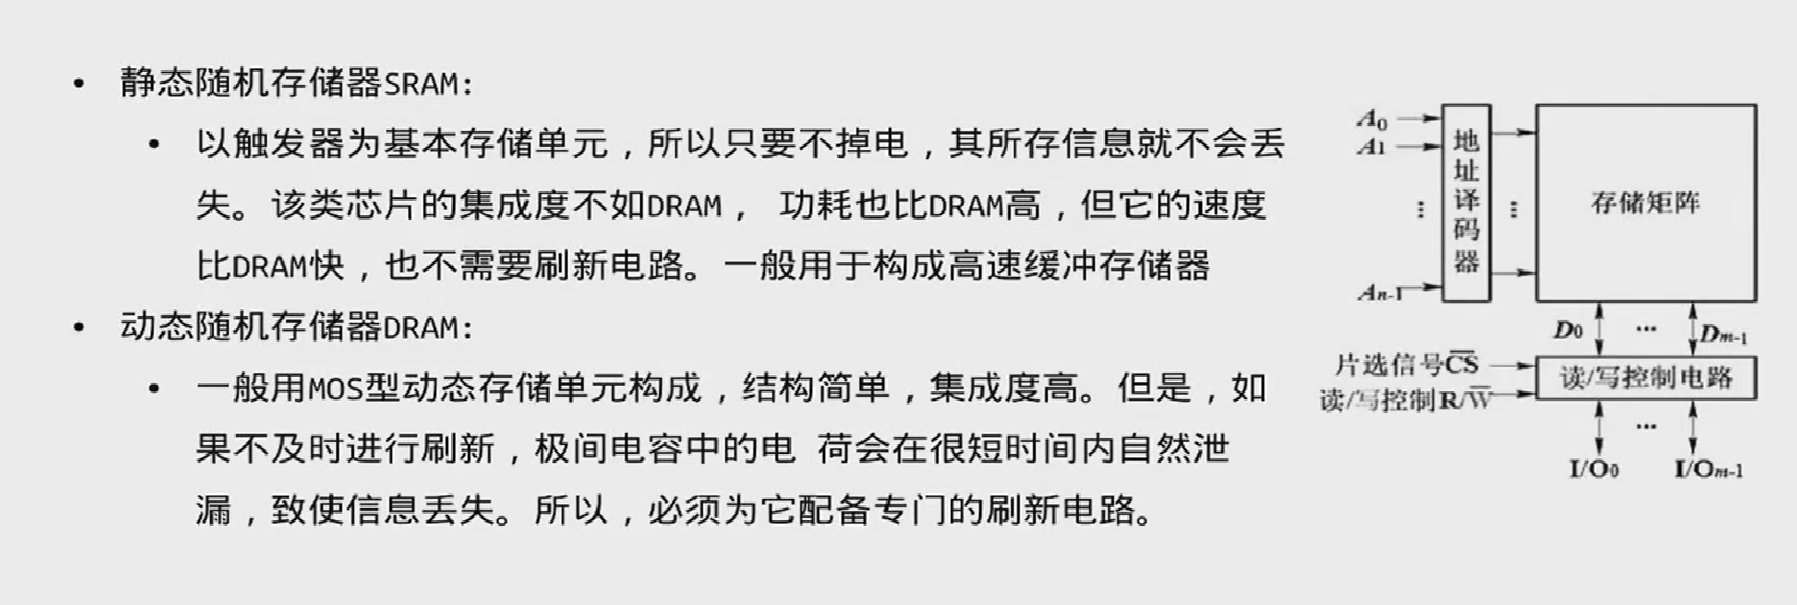 • 静态随机存储器SRAM:
• 以触发器为基本存储单元，所以只要不掉电，其所存信息就不会丢
失。该类芯片的集成度不如DRAM， 功耗也比DRAM高，但它的速度
比DRAM快，也不需要刷新电路。一般用于构成高速缓冲存储器
• 动态随机存储器DRAM:
• 一般用MOS型动态存储单元构成，结构简单，集成度高。但是，如
果不及时进行刷新，极间电容中的电 荷会在很短时间内自然泄
漏，致使信息丢失。所以，必须为它配备专门的刷新电路。
A0
A1
⋮
An-1
地址译码器
⋮
存储矩阵
D0 … Dm-1
片选信号C̅S̅
读/写控制R/W̅
读/写控制电路
…
I/O0 I/Om-1